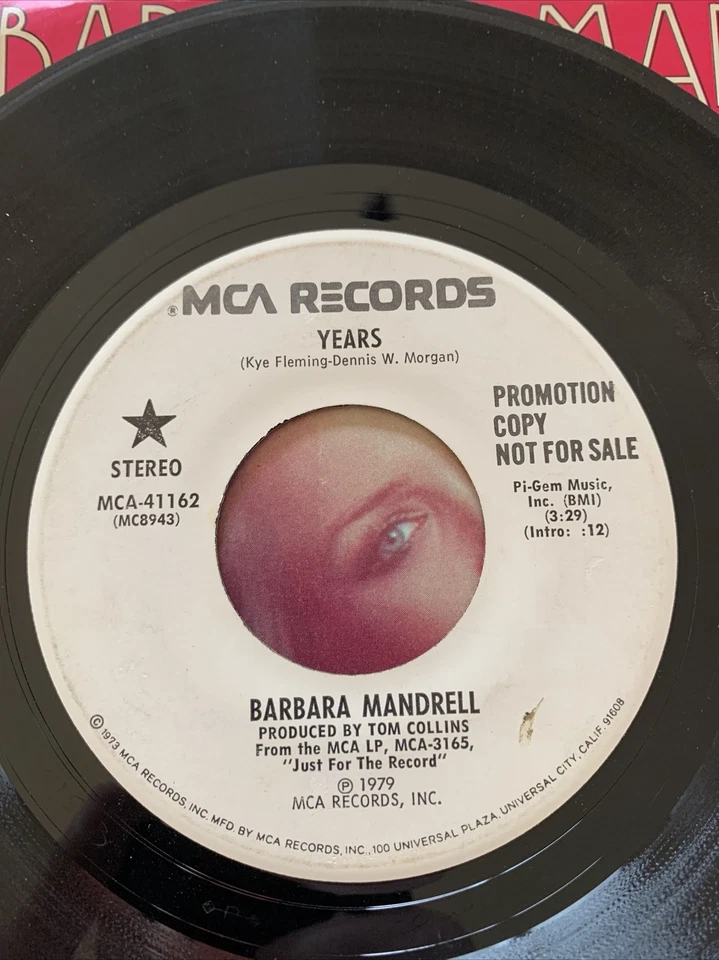 BAR MA
®MCA RECORDS
YEARS
(Kye Fleming-Dennis W. Morgan)
PROMOTION
COPY
NOT FOR SALE
STEREO
MCA-41162
(MC8943)
Pi-Gem Music,
Inc. (BMI)
(3:29)
(Intro: :12)
BARBARA MANDRELL
PRODUCED BY TOM COLLINS
From the MCA LP, MCA-3165,
"Just For The Record"
℗ 1979
MCA RECORDS, INC.
© 1973 MCA RECORDS, INC. MFD. BY MCA RECORDS, INC., 100 UNIVERSAL PLAZA, UNIVERSAL CITY, CALIF. 91608